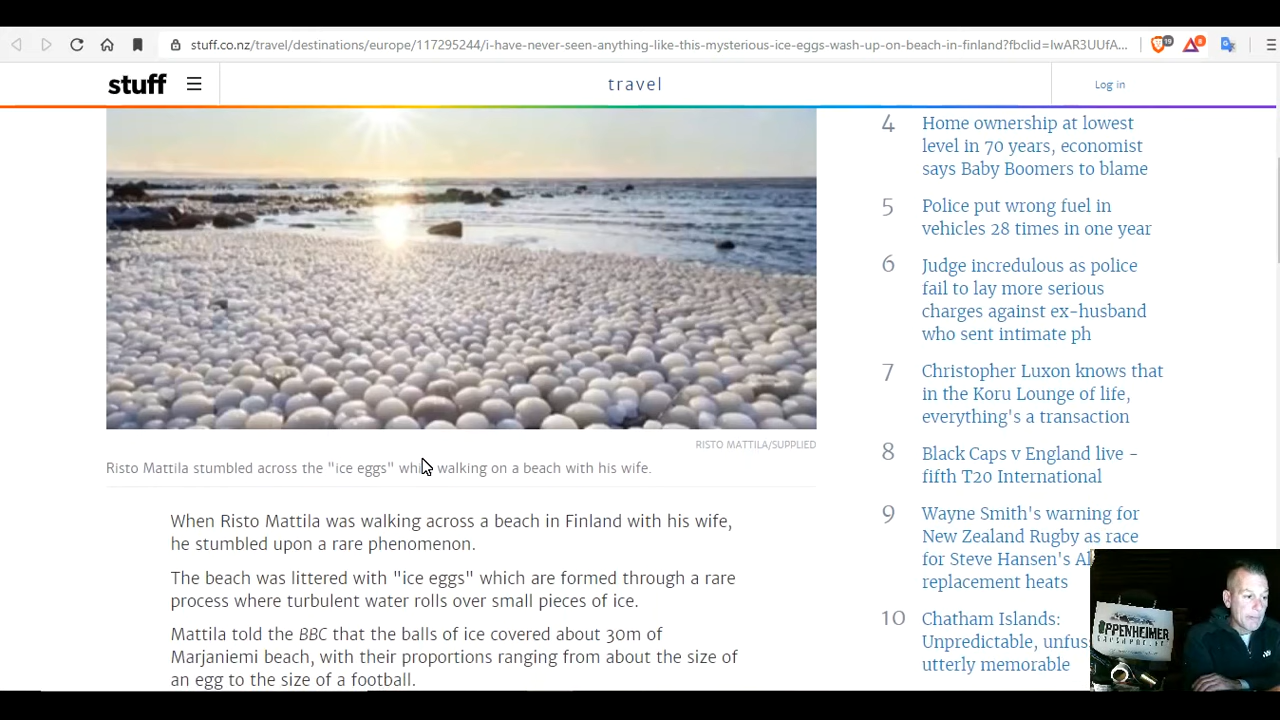 stuff.co.nz/travel/destinations/europe/117295244/i-have-never-seen-anything-like-this-mysterious-ice-eggs-wash-up-on-beach-in-finland?fbclid=IwAR3UUfA...
19
8
stuff
travel
Log in
RISTO MATTILA/SUPPLIED
Risto Mattila stumbled across the "ice eggs" while walking on a beach with his wife.
When Risto Mattila was walking across a beach in Finland with his wife,
he stumbled upon a rare phenomenon.
The beach was littered with "ice eggs" which are formed through a rare
process where turbulent water rolls over small pieces of ice.
Mattila told the BBC that the balls of ice covered about 30m of
Marjaniemi beach, with their proportions ranging from about the size of
an egg to the size of a football.
4 Home ownership at lowest
level in 70 years, economist
says Baby Boomers to blame
5 Police put wrong fuel in
vehicles 28 times in one year
6 Judge incredulous as police
fail to lay more serious
charges against ex-husband
who sent intimate ph
7 Christopher Luxon knows that
in the Koru Lounge of life,
everything's a transaction
8 Black Caps v England live -
fifth T20 International
9 Wayne Smith's warning for
New Zealand Rugby as race
for Steve Hansen's Al
replacement heats
10 Chatham Islands:
Unpredictable, unfus
utterly memorable
OPPENHEIMER